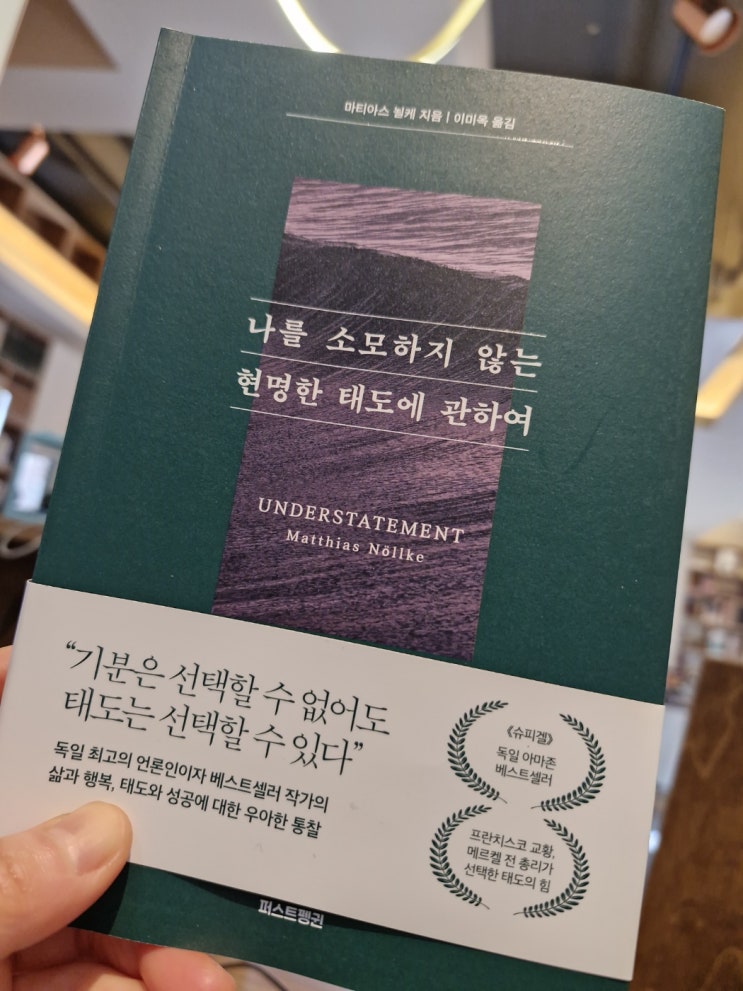 마티아스 뇔케 지음 | 이미옥 옮김
나를 소모하지 않는
현명한 태도에 관하여
UNDERSTATEMENT
Matthias Nöllke
“기분은 선택할 수 없어도
태도는 선택할 수 있다”
독일 최고의 언론인이자 베스트셀러 작가의
삶과 행복, 태도와 성공에 대한 우아한 통찰
《슈피겔》
독일 아마존
베스트셀러
프란치스코 교황,
메르켈 전 총리가
선택한 태도의 힘
퍼스트펭귄